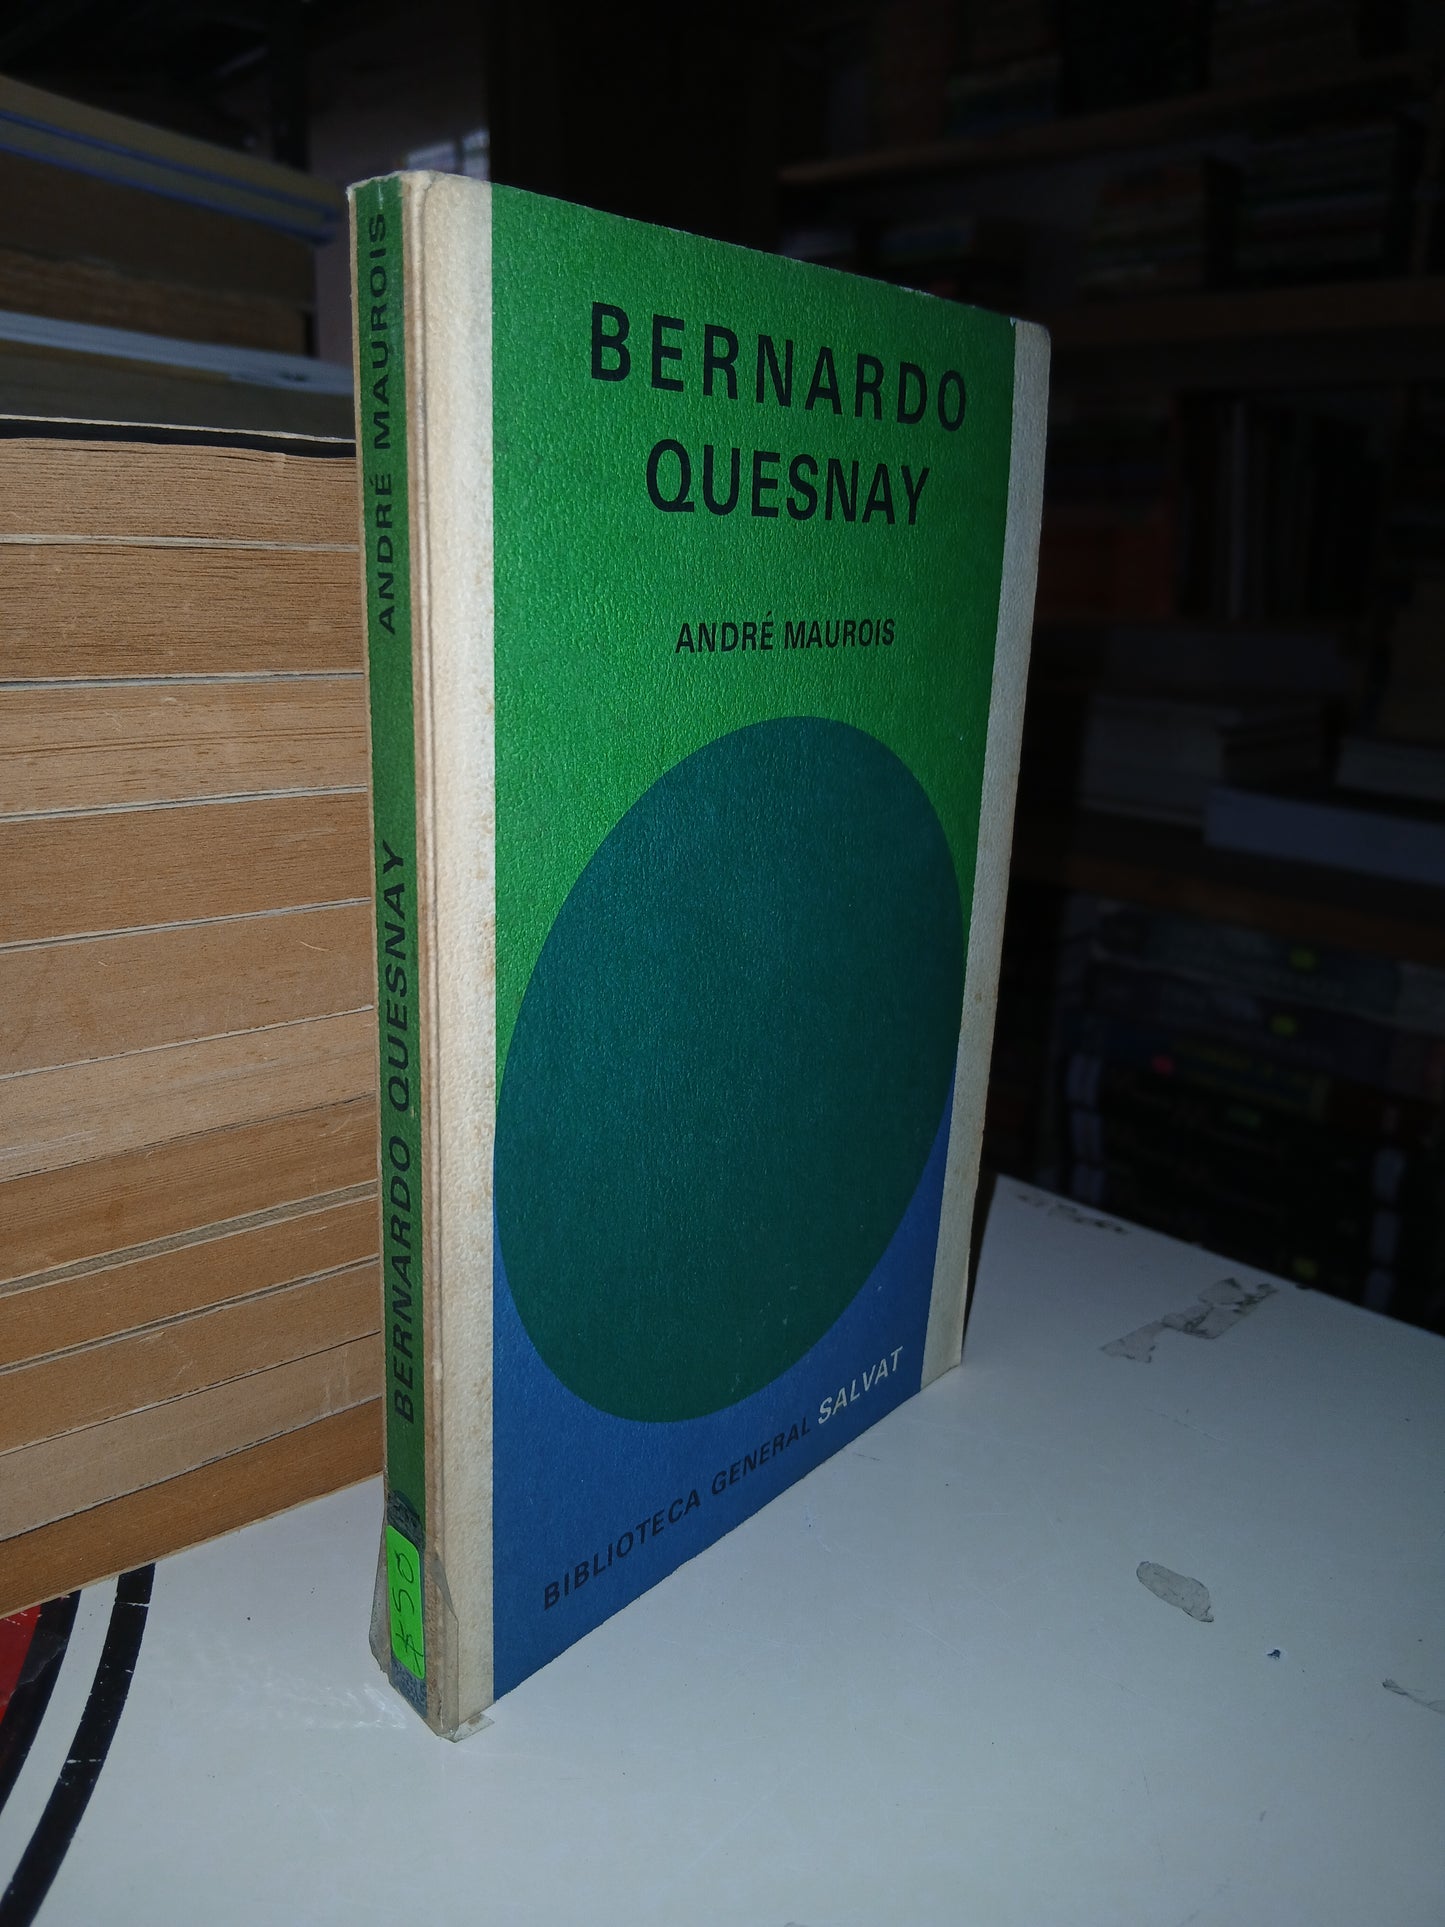 BERNARDO
QUESNAY
ANDRÉ MAUROIS
BIBLIOTECA GENERAL SALVAT
BERNARDO QUESNAY ANDRÉ MAUROIS
$50